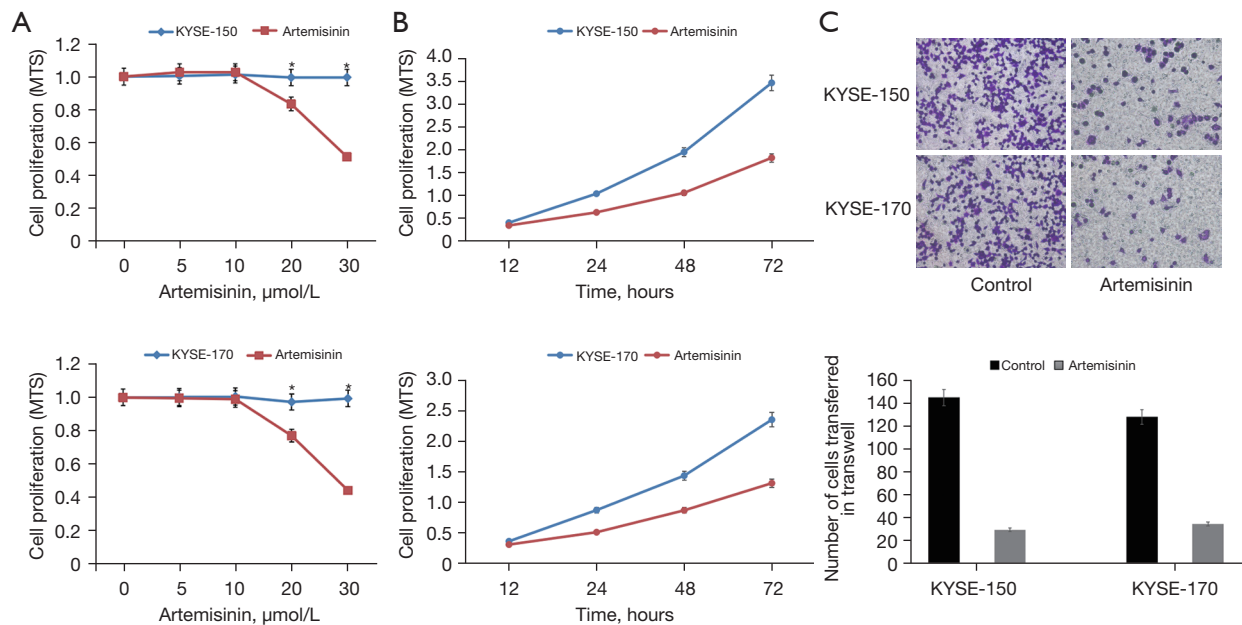 A
KYSE-150 Artemisinin
Cell proliferation (MTS)
1.2
1.0
0.8
0.6
0.4
0.2
0
* *
0 5 10 20 30
Artemisinin, μmol/L
KYSE-170 Artemisinin
Cell proliferation (MTS)
1.2
1.0
0.8
0.6
0.4
0.2
0
* *
0 5 10 20 30
Artemisinin, μmol/L
B
KYSE-150 Artemisinin
Cell proliferation (MTS)
4.0
3.5
3.0
2.5
2.0
1.5
1.0
0.5
0
12 24 48 72
Time, hours
KYSE-170 Artemisinin
Cell proliferation (MTS)
3.0
2.5
2.0
1.5
1.0
0.5
0
12 24 48 72
Time, hours
C
KYSE-150
KYSE-170
Control Artemisinin
Control Artemisinin
Number of cells transferred
in transwell
160
140
120
100
80
60
40
20
0
KYSE-150 KYSE-170